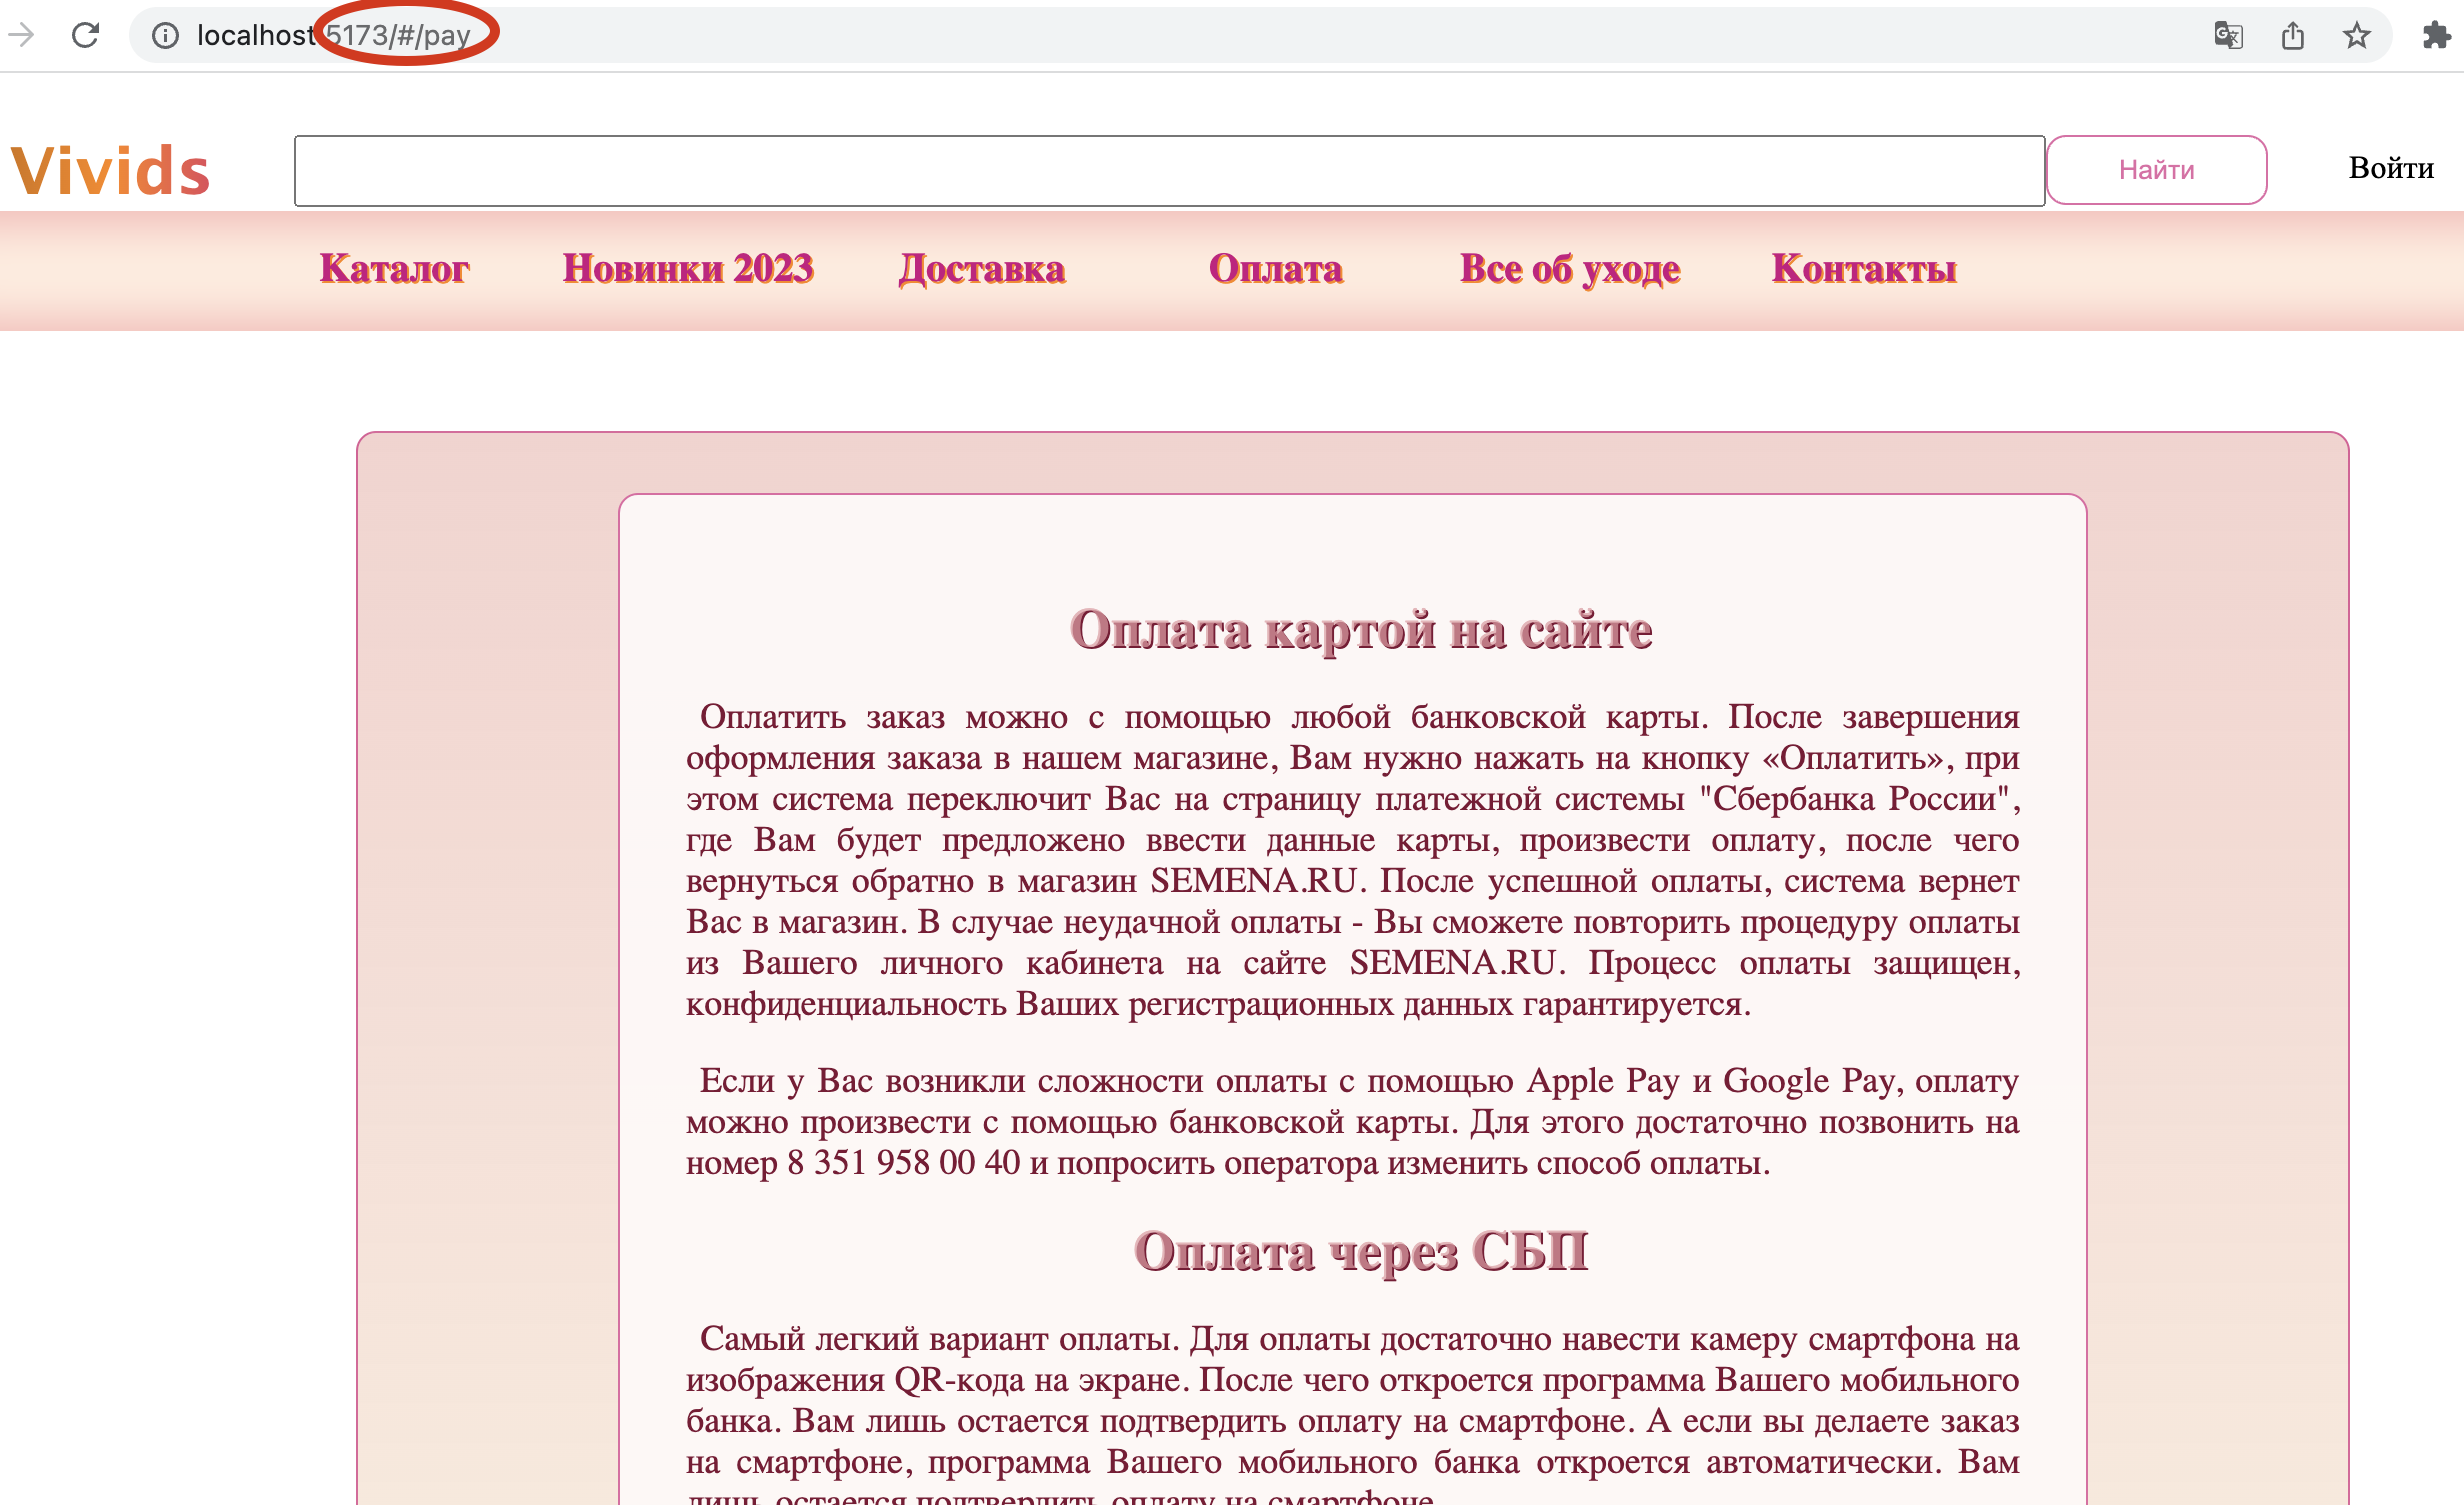 localhost:5173/#/pay
Vivids
Найти
Войти
Каталог Новинки 2023 Доставка Оплата Все об уходе Контакты
Оплата картой на сайте
Оплатить заказ можно с помощью любой банковской карты. После завершения
оформления заказа в нашем магазине, Вам нужно нажать на кнопку «Оплатить», при
этом система переключит Вас на страницу платежной системы "Сбербанка России",
где Вам будет предложено ввести данные карты, произвести оплату, после чего
вернуться обратно в магазин SEMENA.RU. После успешной оплаты, система вернет
Вас в магазин. В случае неудачной оплаты - Вы сможете повторить процедуру оплаты
из Вашего личного кабинета на сайте SEMENA.RU. Процесс оплаты защищен,
конфиденциальность Ваших регистрационных данных гарантируется.
Если у Вас возникли сложности оплаты с помощью Apple Pay и Google Pay, оплату
можно произвести с помощью банковской карты. Для этого достаточно позвонить на
номер 8 351 958 00 40 и попросить оператора изменить способ оплаты.
Оплата через СБП
Самый легкий вариант оплаты. Для оплаты достаточно навести камеру смартфона на
изображения QR-кода на экране. После чего откроется программа Вашего мобильного
банка. Вам лишь остается подтвердить оплату на смартфоне. А если вы делаете заказ
на смартфоне, программа Вашего мобильного банка откроется автоматически. Вам
лишь остается подтвердить оплату на смартфоне.